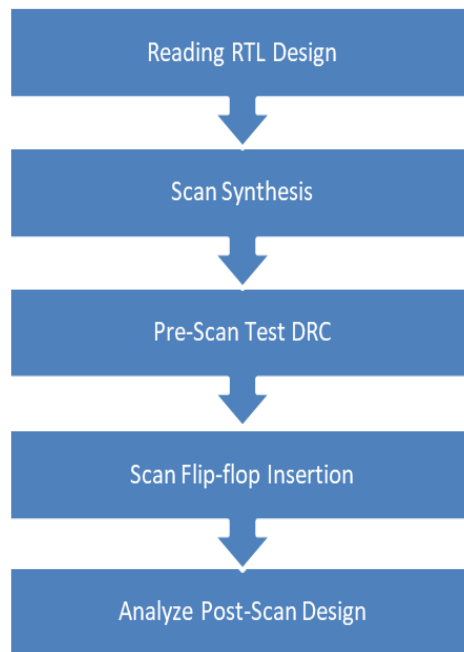 Reading RTL Design
Scan Synthesis
Pre-Scan Test DRC
Scan Flip-flop Insertion
Analyze Post-Scan Design